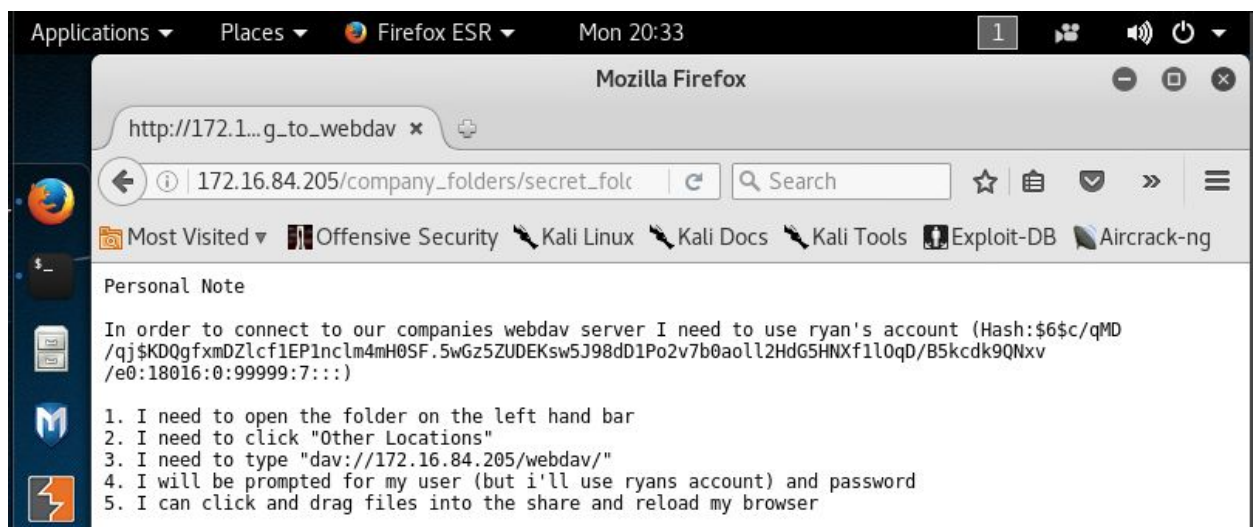 Applications Places Firefox ESR Mon 20:33 1
Mozilla Firefox
http://172.1...g_to_webdav
172.16.84.205/company_folders/secret_folc Search
Most Visited Offensive Security Kali Linux Kali Docs Kali Tools Exploit-DB Aircrack-ng
Personal Note
In order to connect to our companies webdav server I need to use ryan's account (Hash:$6$c/qMD
/qj$KDQgfxmDZlcf1EP1nclm4mH0SF.5wGz5ZUDEKsw5J98dD1Po2v7b0aoll2HdG5HNXf1lOqD/B5kcdk9QNxv
/e0:18016:0:99999:7:::)
1. I need to open the folder on the left hand bar
2. I need to click "Other Locations"
3. I need to type "dav://172.16.84.205/webdav/"
4. I will be prompted for my user (but i'll use ryans account) and password
5. I can click and drag files into the share and reload my browser